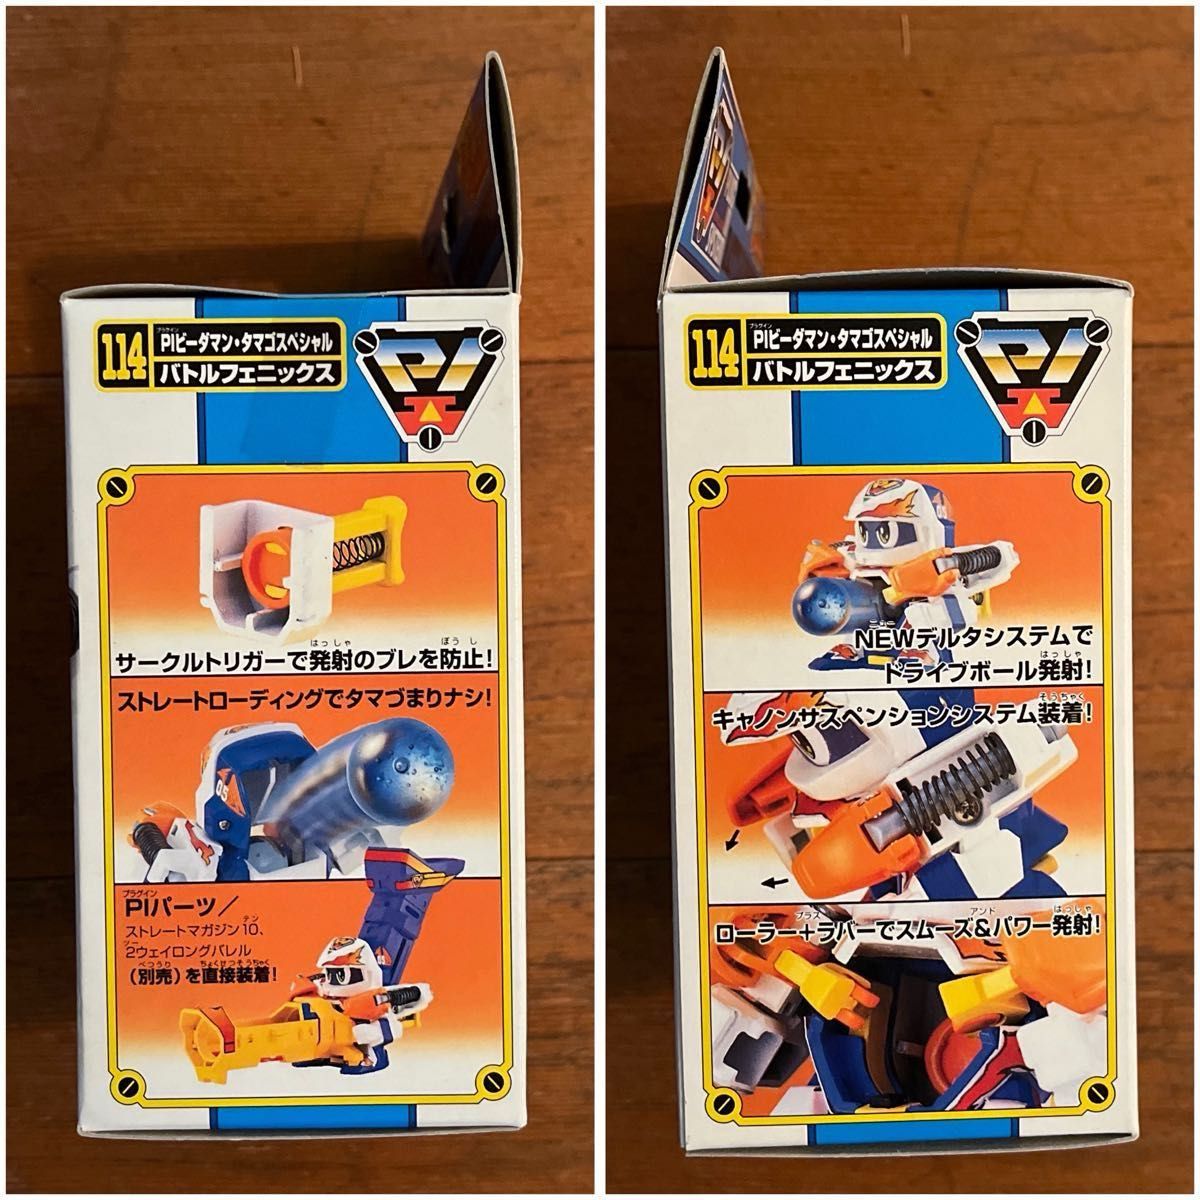 114
プラグイン
PIビーダマン・タマゴスペシャル
バトルフェニックス
PI
はっしゃ ぼうし
サークルトリガーで発射のブレを防止!
ストレートローディングでタマづまりナシ!
05
プラグイン
PIパーツ/
テン
ストレートマガジン10、
ツー
2ウェイロングバレル
べつうり ちょくせつそうちゃく
(別売)を直接装着!
114
プラグイン
PIビーダマン・タマゴスペシャル
バトルフェニックス
PI
05
ニュー
NEWデルタシステムで
はっしゃ
ドライブボール発射!
そうちゃく
キャノンサスペンションシステム装着!
プラス アンド はっしゃ
ローラー+ラバーでスムーズ&パワー発射!